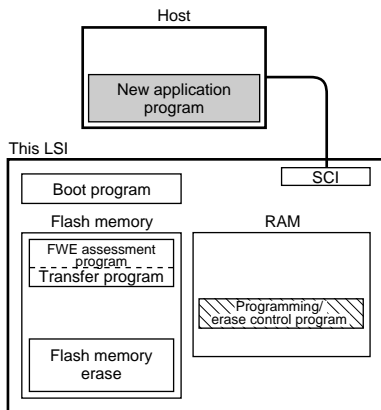 Host
New application
program
This LSI
SCI
Boot program
Flash memory
RAM
FWE assessment
program
Transfer program
Programming/
erase control program
Flash memory
erase